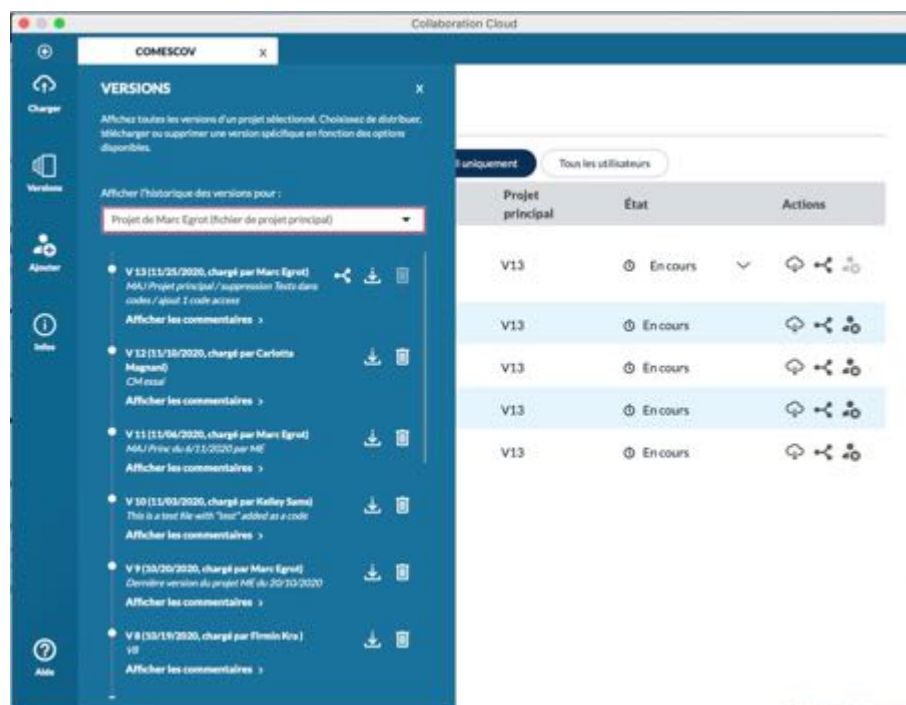 Collaboration Cloud
COMESCOV x
Charger
Versions
Ajouter
Infos
Aide
VERSIONS x
Affichez toutes les versions d'un projet sélectionné. Choisissez de distribuer,
télécharger ou supprimer une version spécifique en fonction des options
disponibles.
Afficher l'historique des versions pour :
Projet de Marc Egrot (fichier de projet principal)
V 13 (11/25/2020, chargé par Marc Egrot)
MAJ Projet principal / suppression Tests dans
codes / ajout 1 code access
Afficher les commentaires >
V 12 (11/10/2020, chargé par Carlotta
Magnani)
CM essai
Afficher les commentaires >
V 11 (11/06/2020, chargé par Marc Egrot)
MAJ Princ du 6/11/2020 par ME
Afficher les commentaires >
V 10 (11/03/2020, chargé par Kelley Sams)
This is a test file with "test" added as a code
Afficher les commentaires >
V 9 (10/20/2020, chargé par Marc Egrot)
Dernière version du projet ME du 20/10/2020
Afficher les commentaires >
V 8 (10/19/2020, chargé par Firmin Kra )
V8
Afficher les commentaires >
uniquement Tous les utilisateurs
Projet
principal État Actions
V13 En cours
V13 En cours
V13 En cours
V13 En cours
V13 En cours